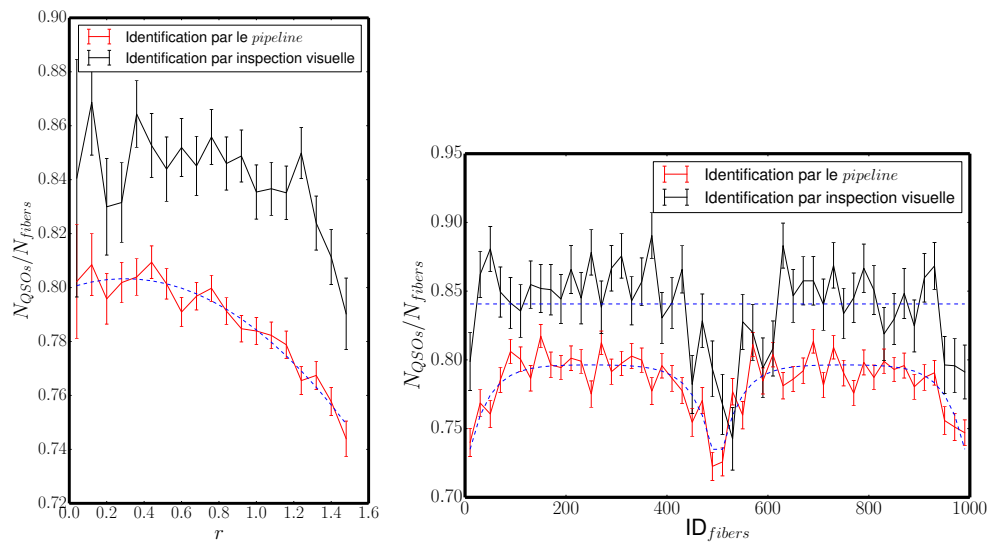 0.90
0.88
0.86
0.84
0.82
0.80
0.78
0.76
0.74
0.72
N_{QSOs}/N_{fibers}
Identification par le pipeline
Identification par inspection visuelle
0.0 0.2 0.4 0.6 0.8 1.0 1.2 1.4 1.6
r
0.95
0.90
0.85
0.80
0.75
0.70
N_{QSOs}/N_{fibers}
Identification par le pipeline
Identification par inspection visuelle
0 200 400 600 800 1000
ID_{fibers}